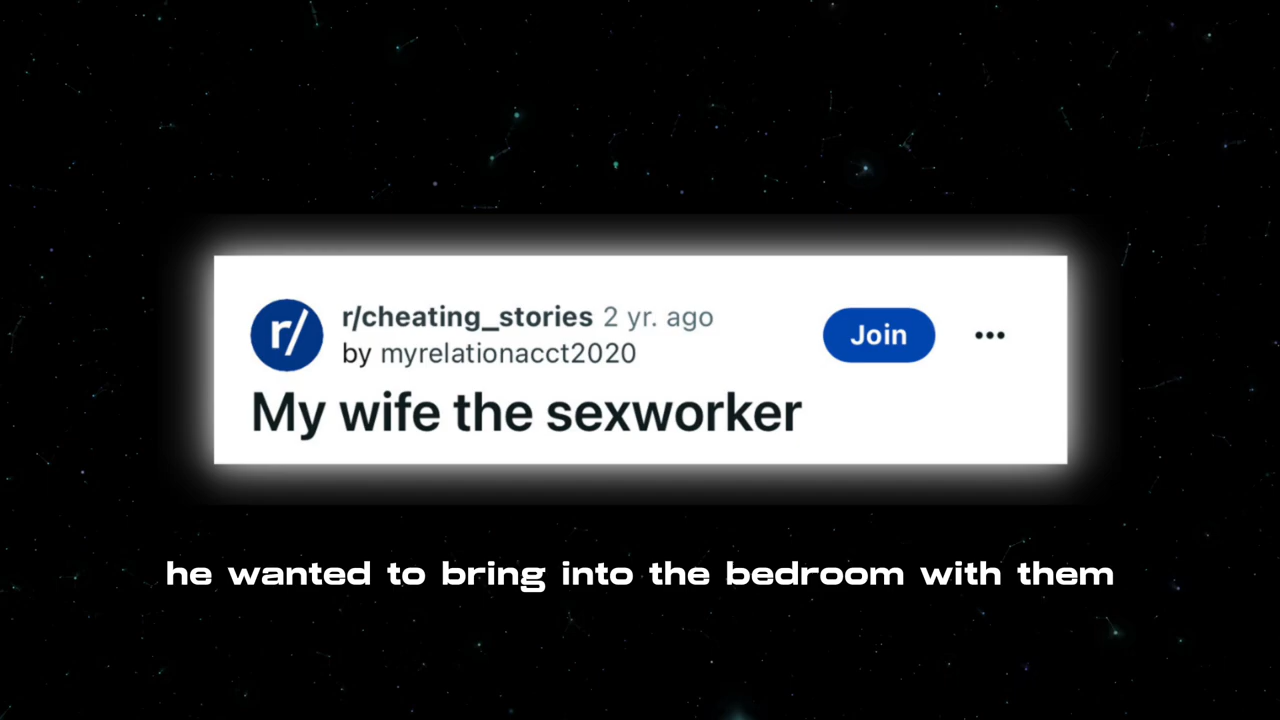 r/
r/cheating_stories 2 yr. ago
by myrelationacct2020
Join
•••
My wife the sexworker
he wanted to bring into the bedroom with them